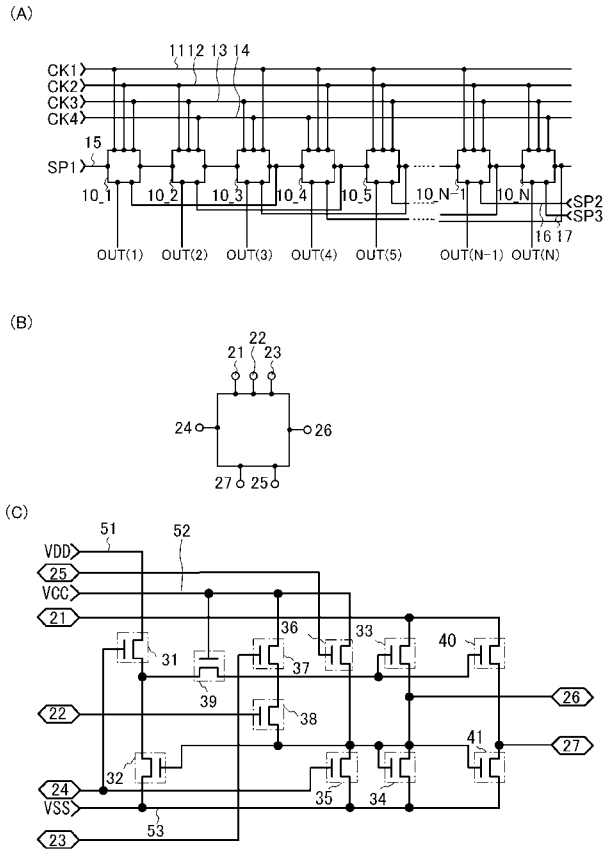 (A)
11 12 13 14
CK1
CK2
CK3
CK4
15
SP1
10_1 10_2 10_3 10_4 10_5 10_N-1 10_N
SP2
SP3
16 17
OUT(1) OUT(2) OUT(3) OUT(4) OUT(5) OUT(N-1) OUT(N)
(B)
21 22 23
24 26
27 25
(C)
51 52
VDD
25
VCC
21
36 33 40
31 37
39
26
22 38
27
32 41
24 35 34
VSS
53
23